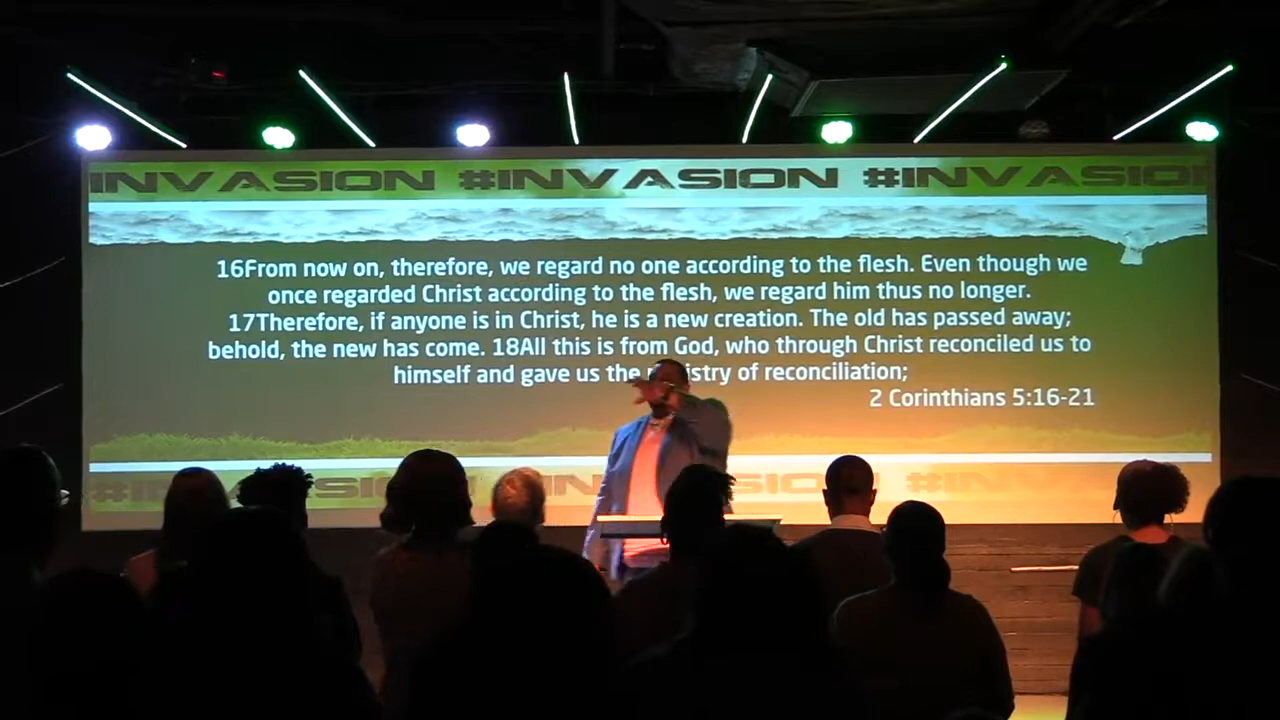 INVASION #INVASION #INVASIO
16From now on, therefore, we regard no one according to the flesh. Even though we
once regarded Christ according to the flesh, we regard him thus no longer.
17Therefore, if anyone is in Christ, he is a new creation. The old has passed away;
behold, the new has come. 18All this is from God, who through Christ reconciled us to
himself and gave us the of reconciliation;
2 Corinthians 5:16-21